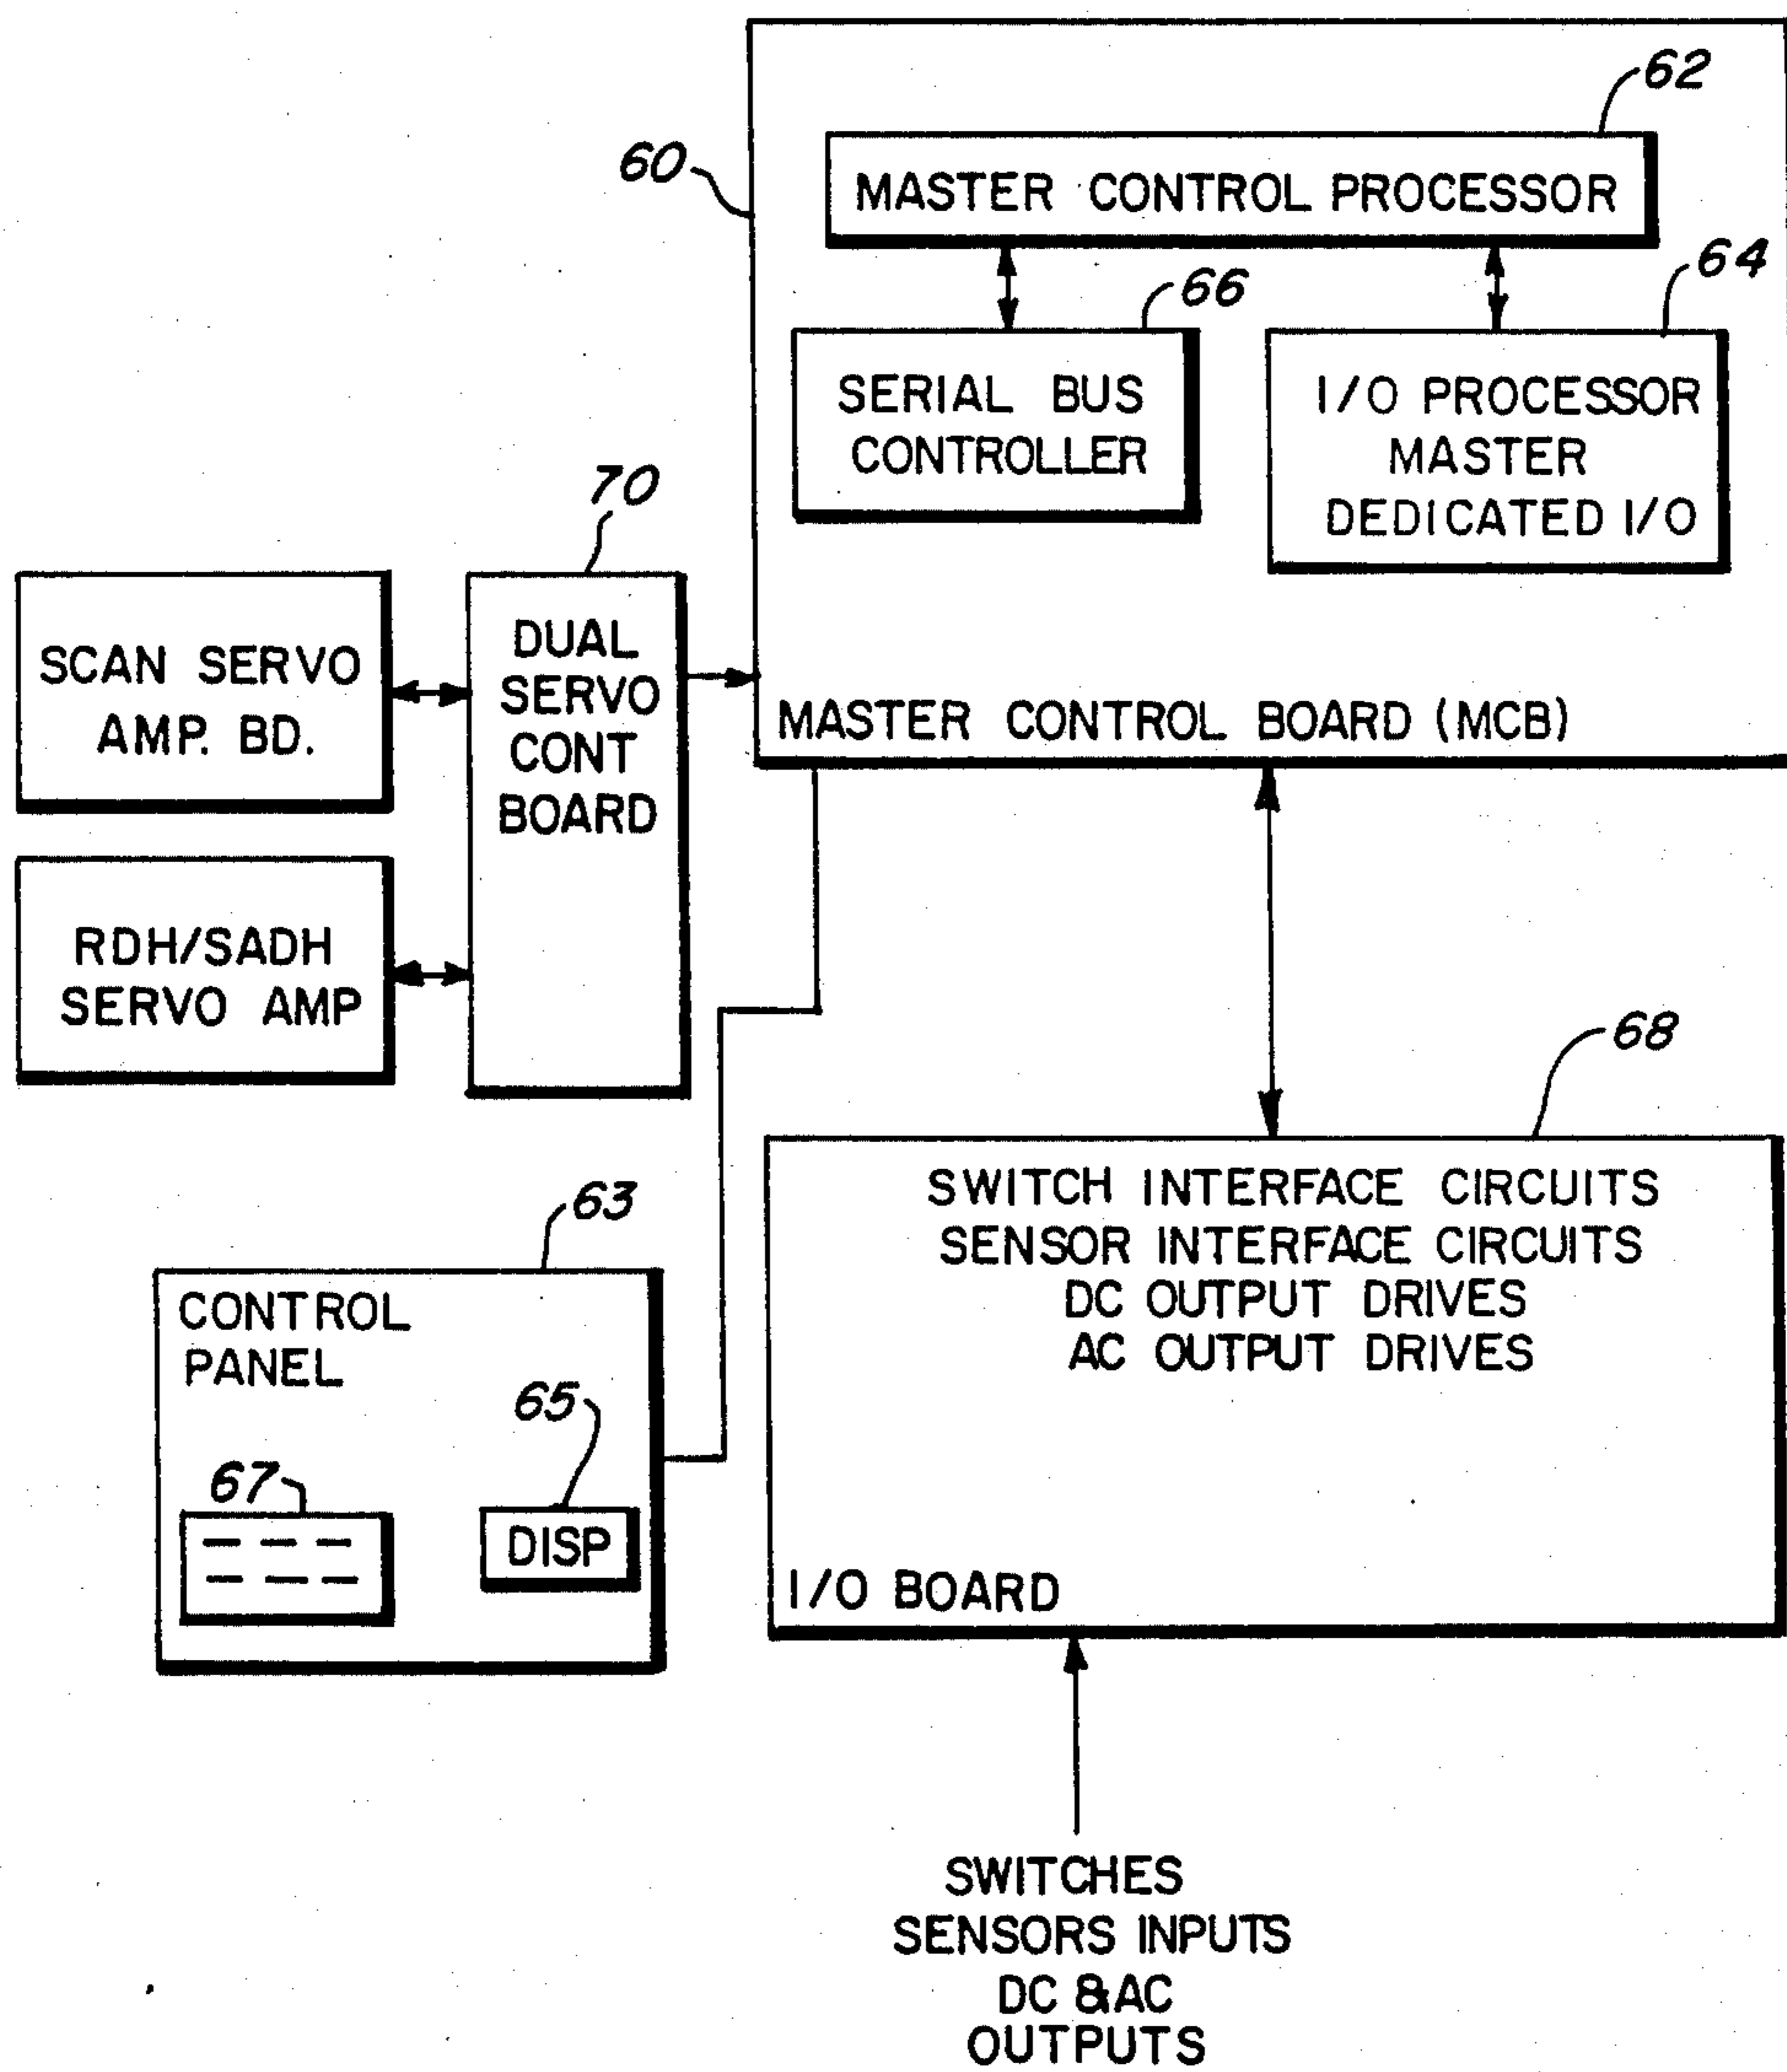 62
60
MASTER CONTROL PROCESSOR
66
64
SERIAL BUS
CONTROLLER
I/O PROCESSOR
MASTER
DEDICATED I/O
MASTER CONTROL BOARD (MCB)
70
SCAN SERVO
AMP. BD.
DUAL
SERVO
CONT
BOARD
RDH/SADH
SERVO AMP
68
SWITCH INTERFACE CIRCUITS
SENSOR INTERFACE CIRCUITS
DC OUTPUT DRIVES
AC OUTPUT DRIVES
I/O BOARD
63
CONTROL
PANEL
65
67
DISP
SWITCHES
SENSORS INPUTS
DC & AC
OUTPUTS